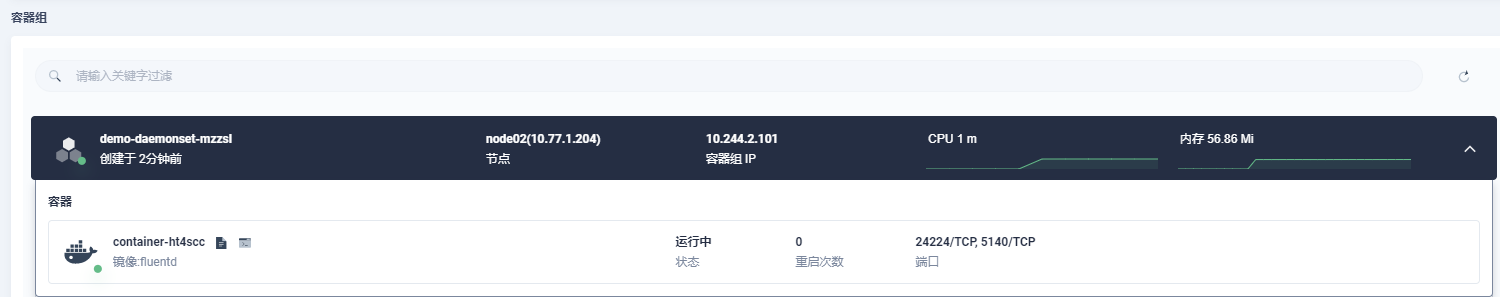 容器组
请输入关键字过滤
demo-daemonset-mzzsl node02(10.77.1.204) 10.244.2.101 CPU 1 m 内存 56.86 Mi
创建于 2分钟前 节点 容器组 IP
容器
container-ht4scc 运行中 0 24224/TCP, 5140/TCP
镜像:fluentd 状态 重启次数 端口